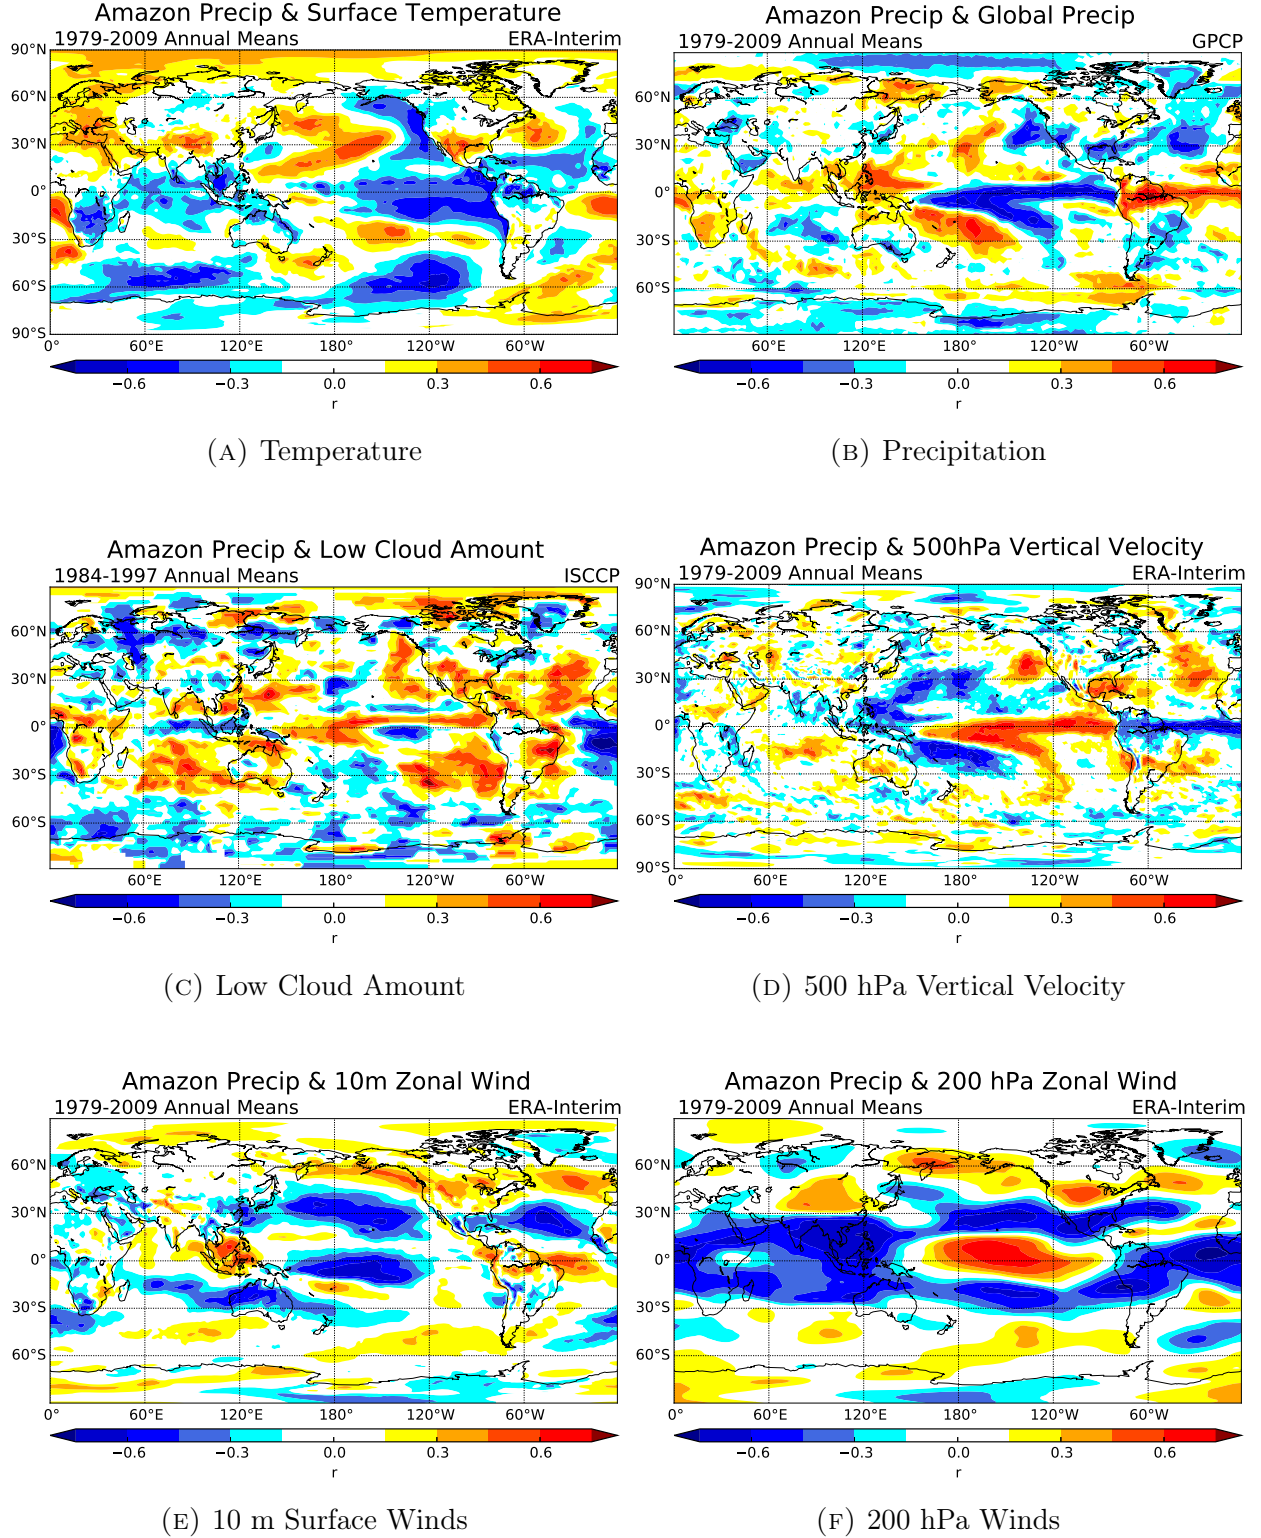 Amazon Precip & Surface Temperature
1979-2009 Annual Means ERA-Interim
90°N
60°N
30°N
0°
30°S
60°S
90°S
0° 60°E 120°E 180° 120°W 60°W
−0.6 −0.3 0.0 0.3 0.6
r
(A) Temperature
Amazon Precip & Global Precip
1979-2009 Annual Means GPCP
60°N
30°N
0°
30°S
60°S
60°E 120°E 180° 120°W 60°W
−0.6 −0.3 0.0 0.3 0.6
r
(B) Precipitation
Amazon Precip & Low Cloud Amount
1984-1997 Annual Means ISCCP
60°N
30°N
0°
30°S
60°S
60°E 120°E 180° 120°W 60°W
−0.6 −0.3 0.0 0.3 0.6
r
(C) Low Cloud Amount
Amazon Precip & 500hPa Vertical Velocity
1979-2009 Annual Means ERA-Interim
90°N
60°N
30°N
0°
30°S
60°S
90°S
0° 60°E 120°E 180° 120°W 60°W
−0.6 −0.3 0.0 0.3 0.6
r
(D) 500 hPa Vertical Velocity
Amazon Precip & 10m Zonal Wind
1979-2009 Annual Means ERA-Interim
60°N
30°N
0°
30°S
60°S
0° 60°E 120°E 180° 120°W 60°W
−0.6 −0.3 0.0 0.3 0.6
r
(E) 10 m Surface Winds
Amazon Precip & 200 hPa Zonal Wind
1979-2009 Annual Means ERA-Interim
60°N
30°N
0°
30°S
60°S
0° 60°E 120°E 180° 120°W 60°W
−0.6 −0.3 0.0 0.3 0.6
r
(F) 200 hPa Winds